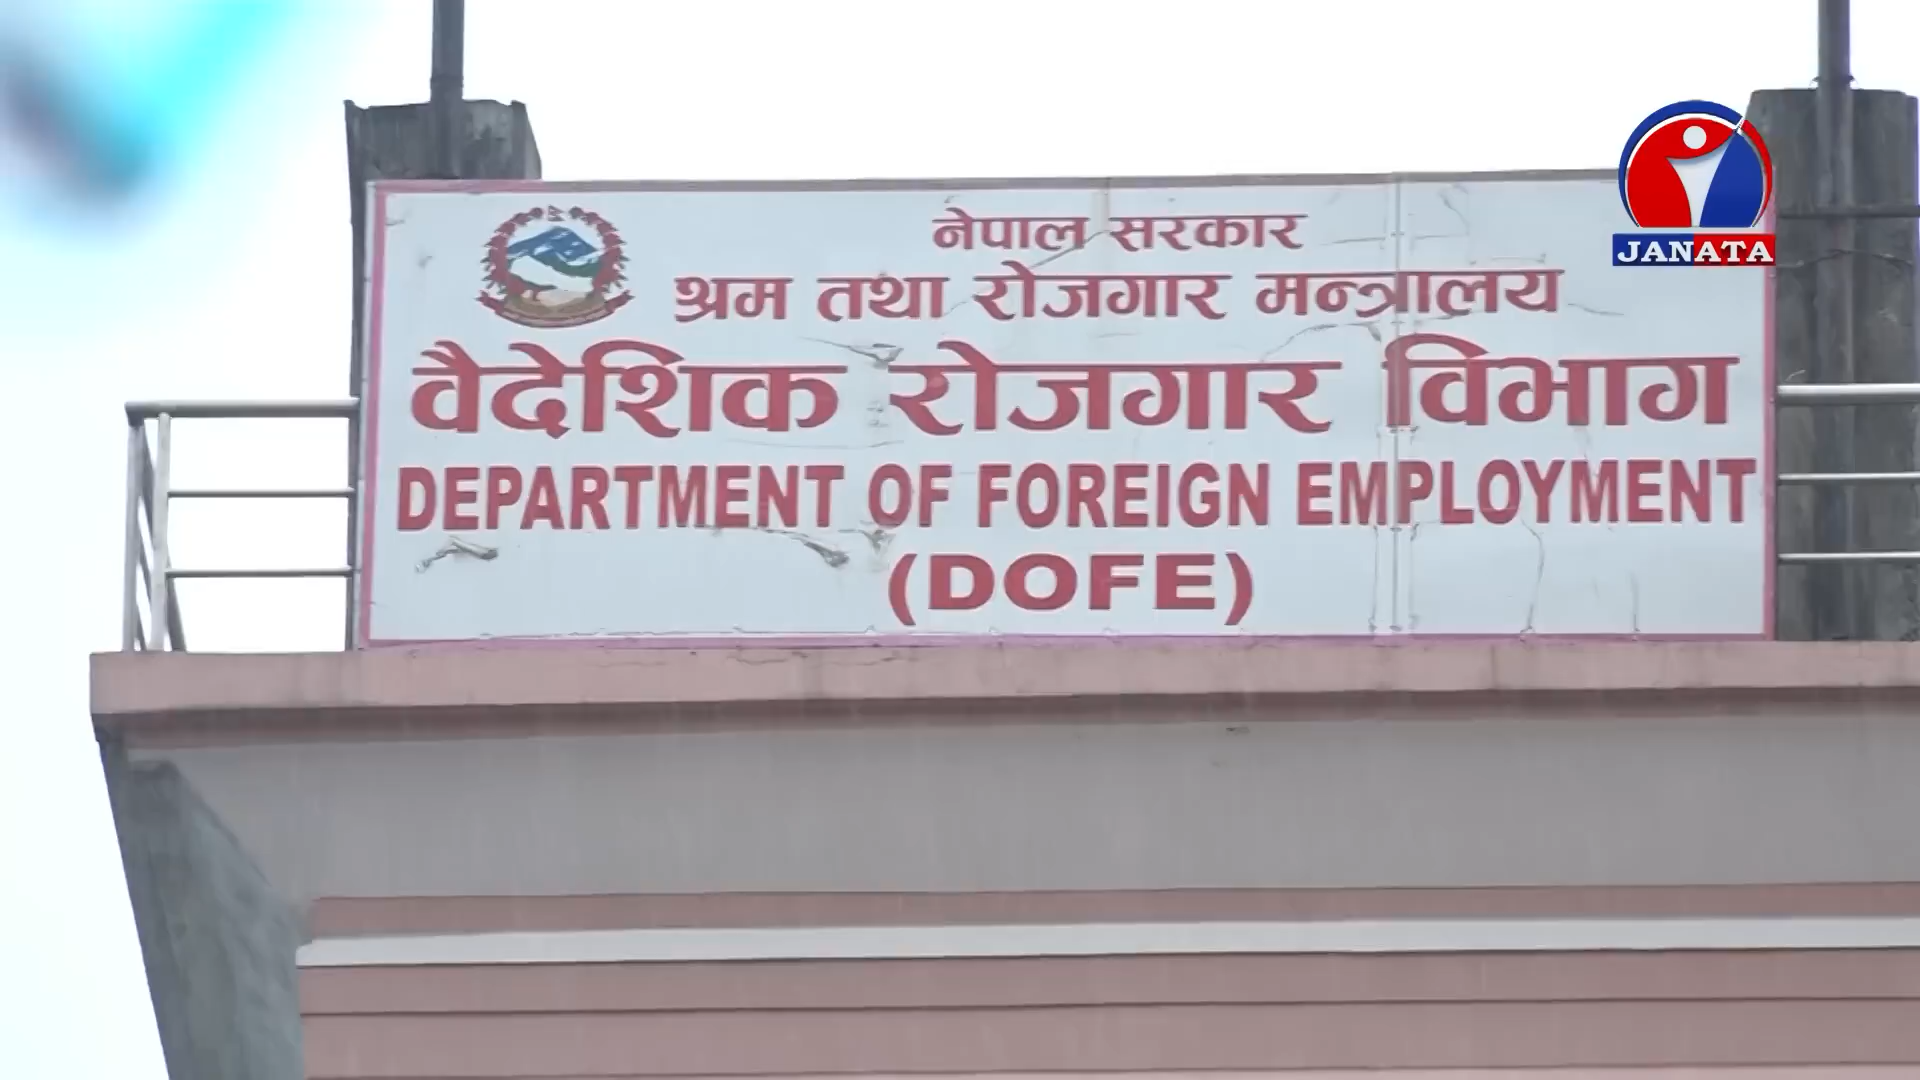 नेपाल सरकार
श्रम तथा रोजगार मन्त्रालय
वैदेशिक रोजगार विभाग
DEPARTMENT OF FOREIGN EMPLOYMENT
(DOFE)
JANATA